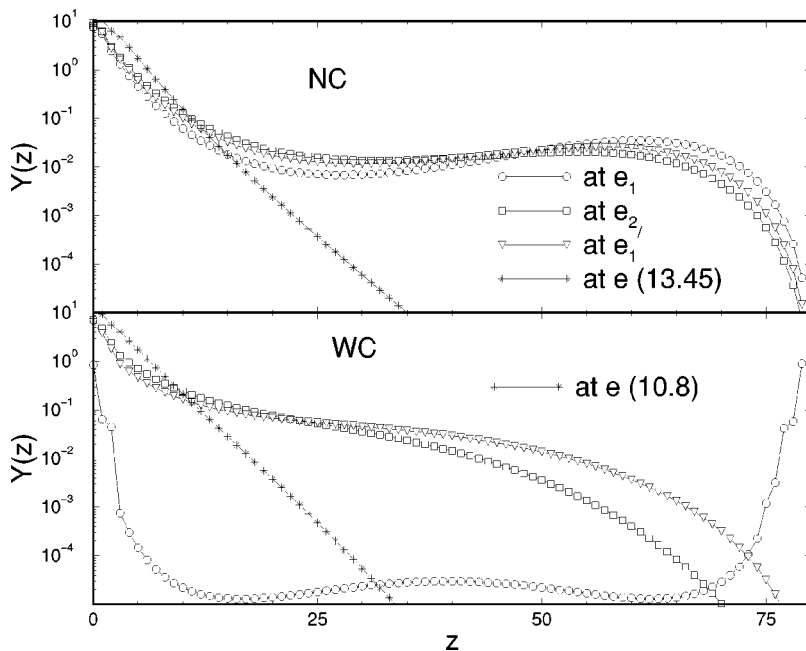 10¹
10⁰
10⁻¹
10⁻²
10⁻³
10⁻⁴
Y(z)
NC
at e₁
at e₂
at e₁′
at e (13.45)
10¹
10⁰
10⁻¹
10⁻²
10⁻³
10⁻⁴
Y(z)
WC
at e (10.8)
0 25 50 75
z